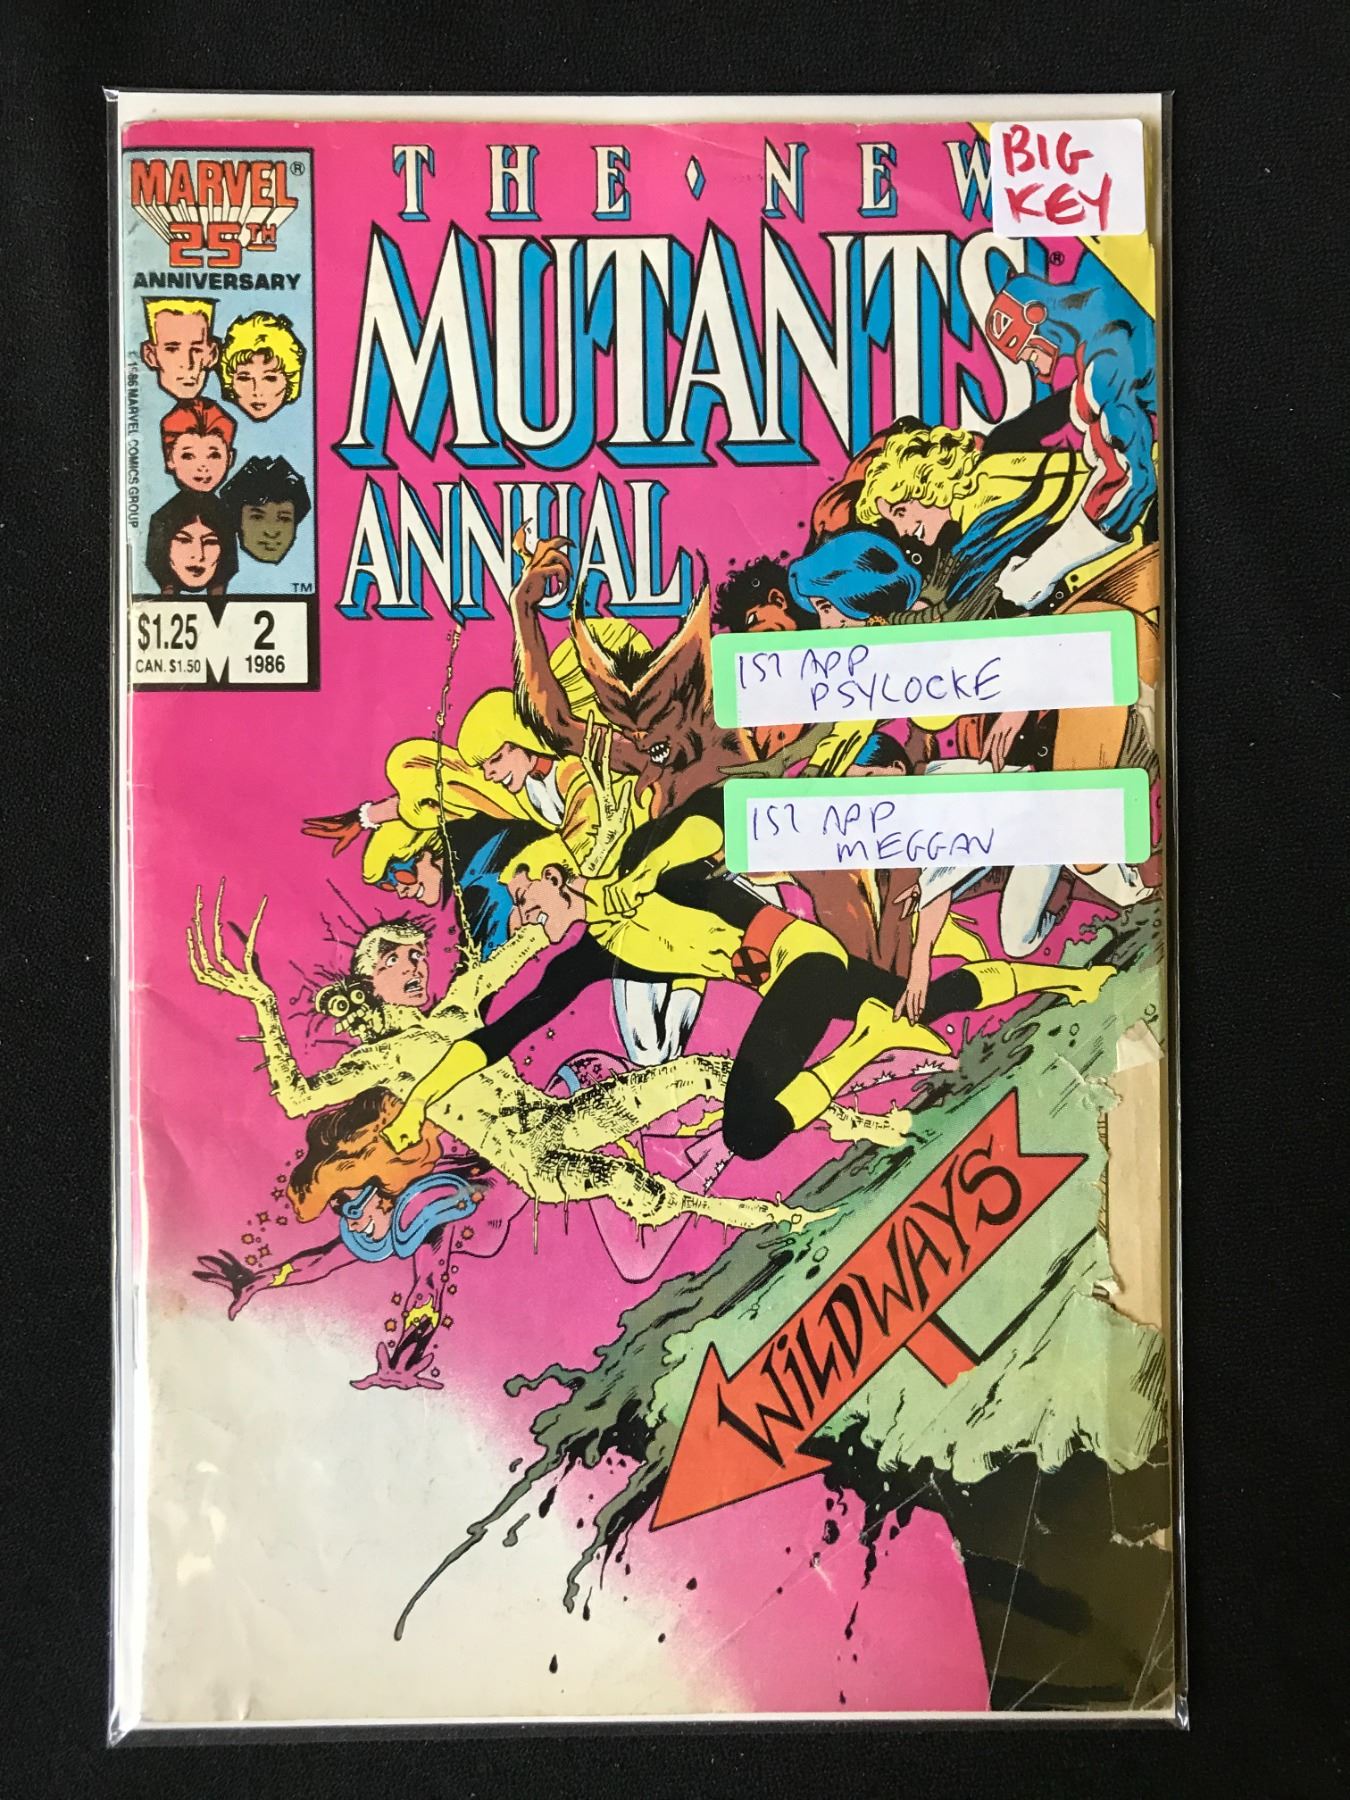 THE · NEW
BIG
KEY
MARVEL®
25TH
ANNIVERSARY
MUTANTS®
ANNUAL
© 1986 MARVEL COMICS GROUP
TM
$1.25
CAN. $1.50
2
1986
1ST APP
PSYLOCKE
1ST APP
MEGGAN
WiLDWAYS